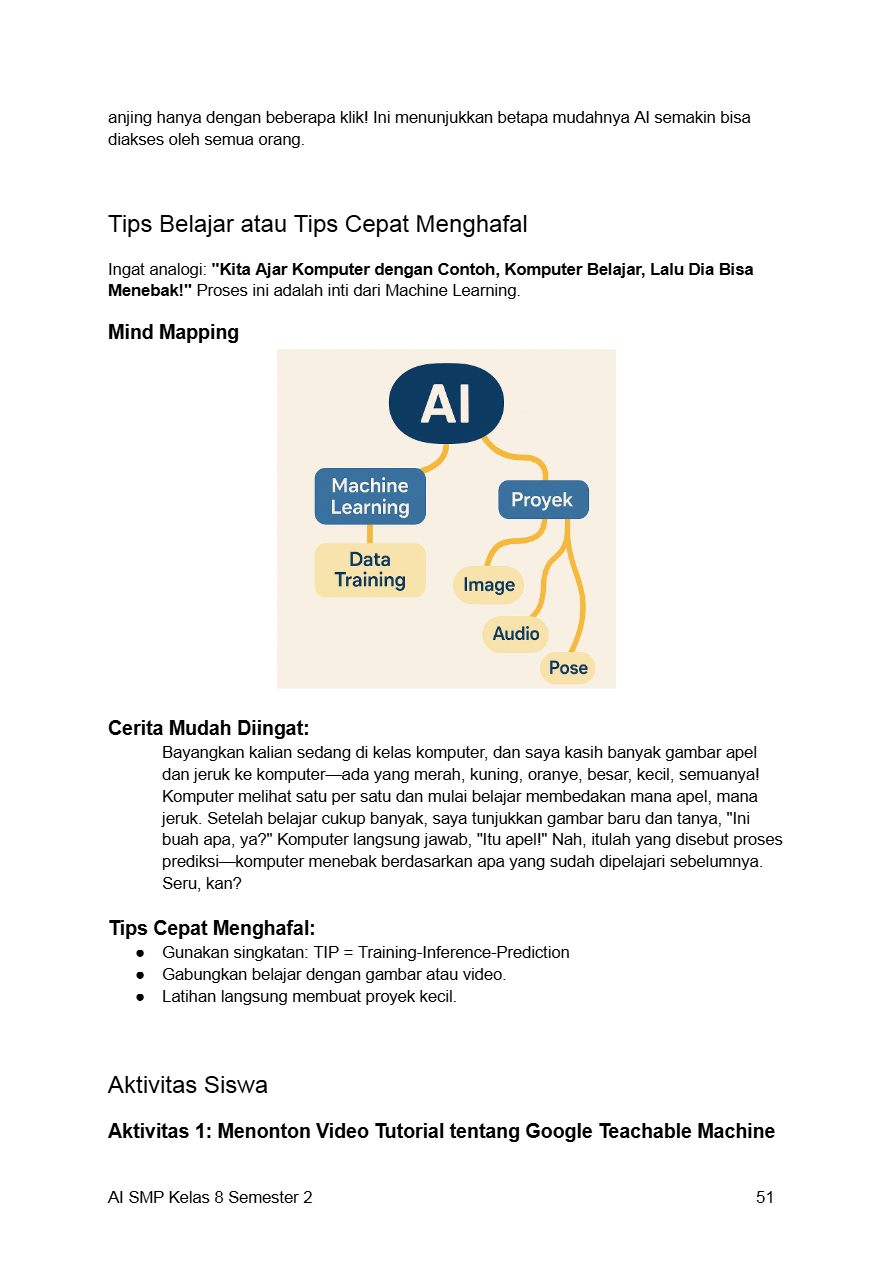 anjing hanya dengan beberapa klik! Ini menunjukkan betapa mudahnya AI semakin bisa
diakses oleh semua orang.
Tips Belajar atau Tips Cepat Menghafal
Ingat analogi: "Kita Ajar Komputer dengan Contoh, Komputer Belajar, Lalu Dia Bisa
Menebak!" Proses ini adalah inti dari Machine Learning.
Mind Mapping
AI
Machine
Learning
Proyek
Data
Training
Image
Audio
Pose
Cerita Mudah Diingat:
Bayangkan kalian sedang di kelas komputer, dan saya kasih banyak gambar apel
dan jeruk ke komputer—ada yang merah, kuning, oranye, besar, kecil, semuanya!
Komputer melihat satu per satu dan mulai belajar membedakan mana apel, mana
jeruk. Setelah belajar cukup banyak, saya tunjukkan gambar baru dan tanya, "Ini
buah apa, ya?" Komputer langsung jawab, "Itu apel!" Nah, itulah yang disebut proses
prediksi—komputer menebak berdasarkan apa yang sudah dipelajari sebelumnya.
Seru, kan?
Tips Cepat Menghafal:
● Gunakan singkatan: TIP = Training-Inference-Prediction
● Gabungkan belajar dengan gambar atau video.
● Latihan langsung membuat proyek kecil.
Aktivitas Siswa
Aktivitas 1: Menonton Video Tutorial tentang Google Teachable Machine
AI SMP Kelas 8 Semester 2 51